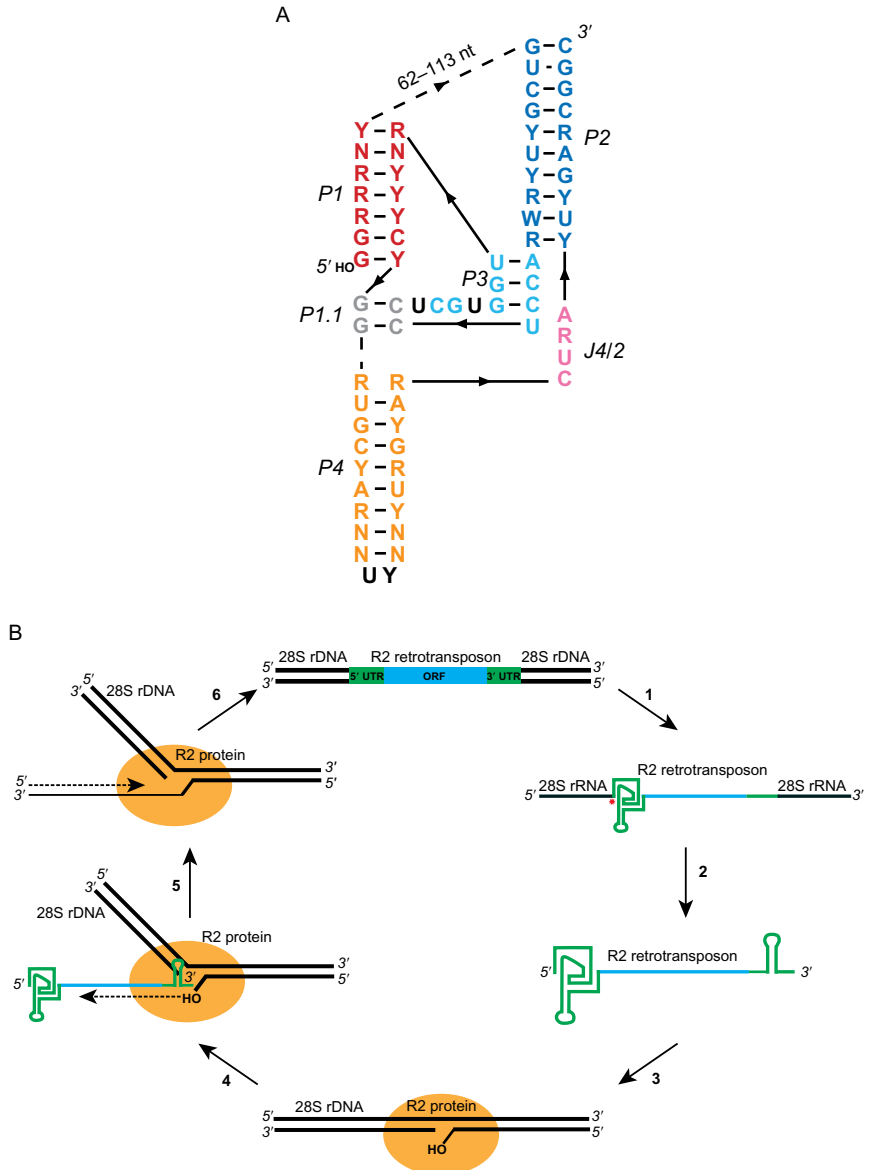 A
3′
62–113 nt
G – C
U · G
C – G
G – C
Y – R
U – A
Y – G
R – Y
W – U
R – Y
P2
Y – R
N – N
R – Y
R – Y
R – Y
G – C
5′ HO G – Y
P1
U – A
G – C
G – C
U
P3
G – C U C G U G
G – C
P1.1
A
R
U
C
J4/2
R – R
U – A
G – Y
C – G
Y – R
A – U
R – Y
N – N
N – N
U Y
P4
B
5′ 28S rDNA R2 retrotranspon 28S rDNA 3′
3′ 5′ UTR ORF 3′ UTR 5′
1
R2 retrotransposon
5′ 28S rRNA 28S rRNA 3′
*
2
R2 retrotransposon
5′ 3′
3
5′ 28S rDNA R2 protein 3′
3′ 5′
HO
4
5′
3′
28S rDNA
R2 protein
3′
5′
5′ 3′
HO
5
5′
3′
28S rDNA
R2 protein
3′
5′
5′
3′
6